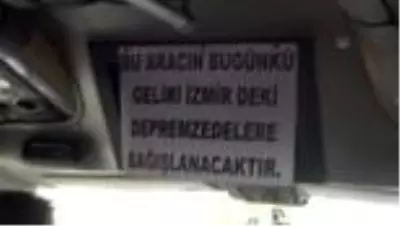 BU ARACIN BUGÜNKÜ
GELİRİ İZMİR DEKİ
DEPREMZEDELERE
BAĞIŞLANACAKTIR.